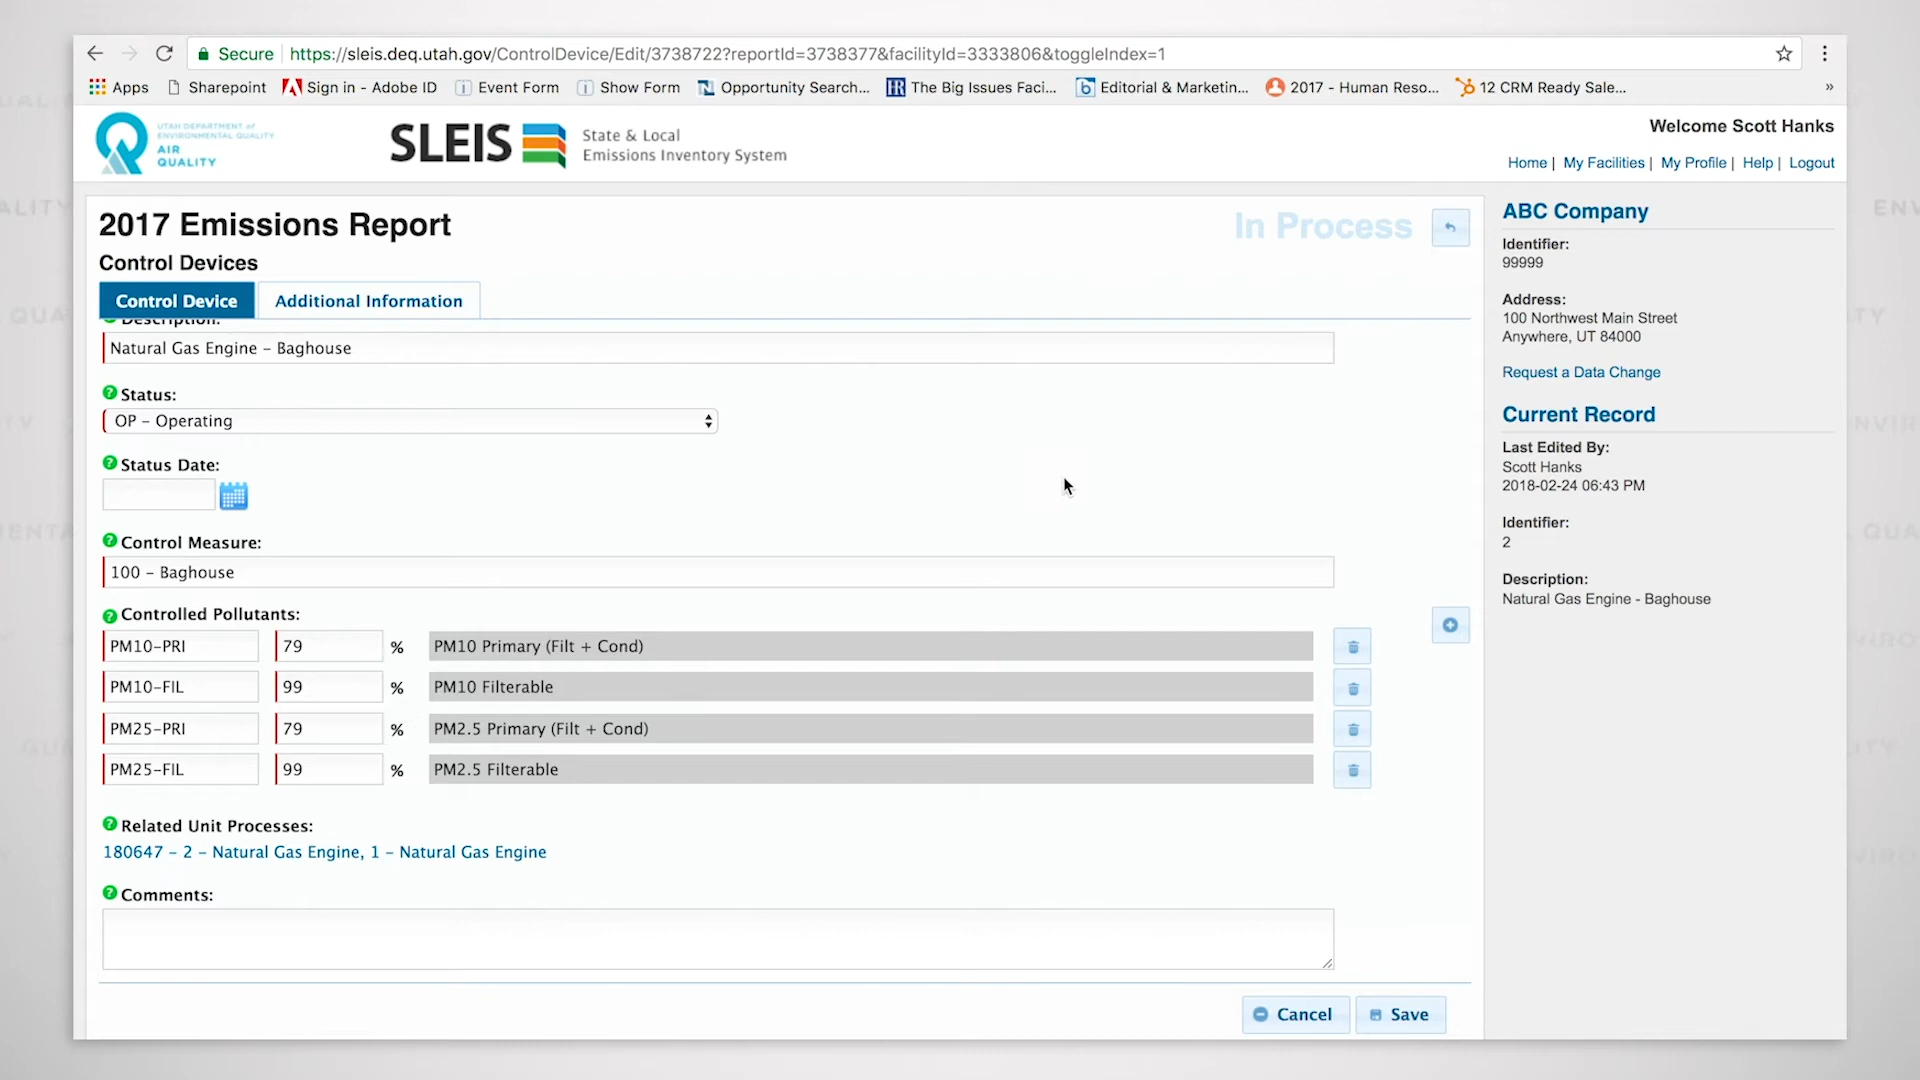 Secure https://sleis.deq.utah.gov/ControlDevice/Edit/3738722?reportId=3738377&facilityId=3333806&toggleIndex=1
Apps Sharepoint Sign in - Adobe ID Event Form Show Form Opportunity Search... The Big Issues Faci... Editorial & Marketin... 2017 - Human Reso... 12 CRM Ready Sale... »
UTAH DEPARTMENT of
ENVIRONMENTAL QUALITY
AIR
QUALITY
SLEIS
State & Local
Emissions Inventory System
Welcome Scott Hanks
Home | My Facilities | My Profile | Help | Logout
2017 Emissions Report
In Process
Control Devices
Control Device
Additional Information
Description:
Natural Gas Engine – Baghouse
Status:
OP – Operating
Status Date:
Control Measure:
100 – Baghouse
Controlled Pollutants:
PM10-PRI 79 % PM10 Primary (Filt + Cond)
PM10-FIL 99 % PM10 Filterable
PM25-PRI 79 % PM2.5 Primary (Filt + Cond)
PM25-FIL 99 % PM2.5 Filterable
Related Unit Processes:
180647 – 2 – Natural Gas Engine, 1 – Natural Gas Engine
Comments:
Cancel
Save
ABC Company
Identifier:
99999
Address:
100 Northwest Main Street
Anywhere, UT 84000
Request a Data Change
Current Record
Last Edited By:
Scott Hanks
2018-02-24 06:43 PM
Identifier:
2
Description:
Natural Gas Engine - Baghouse